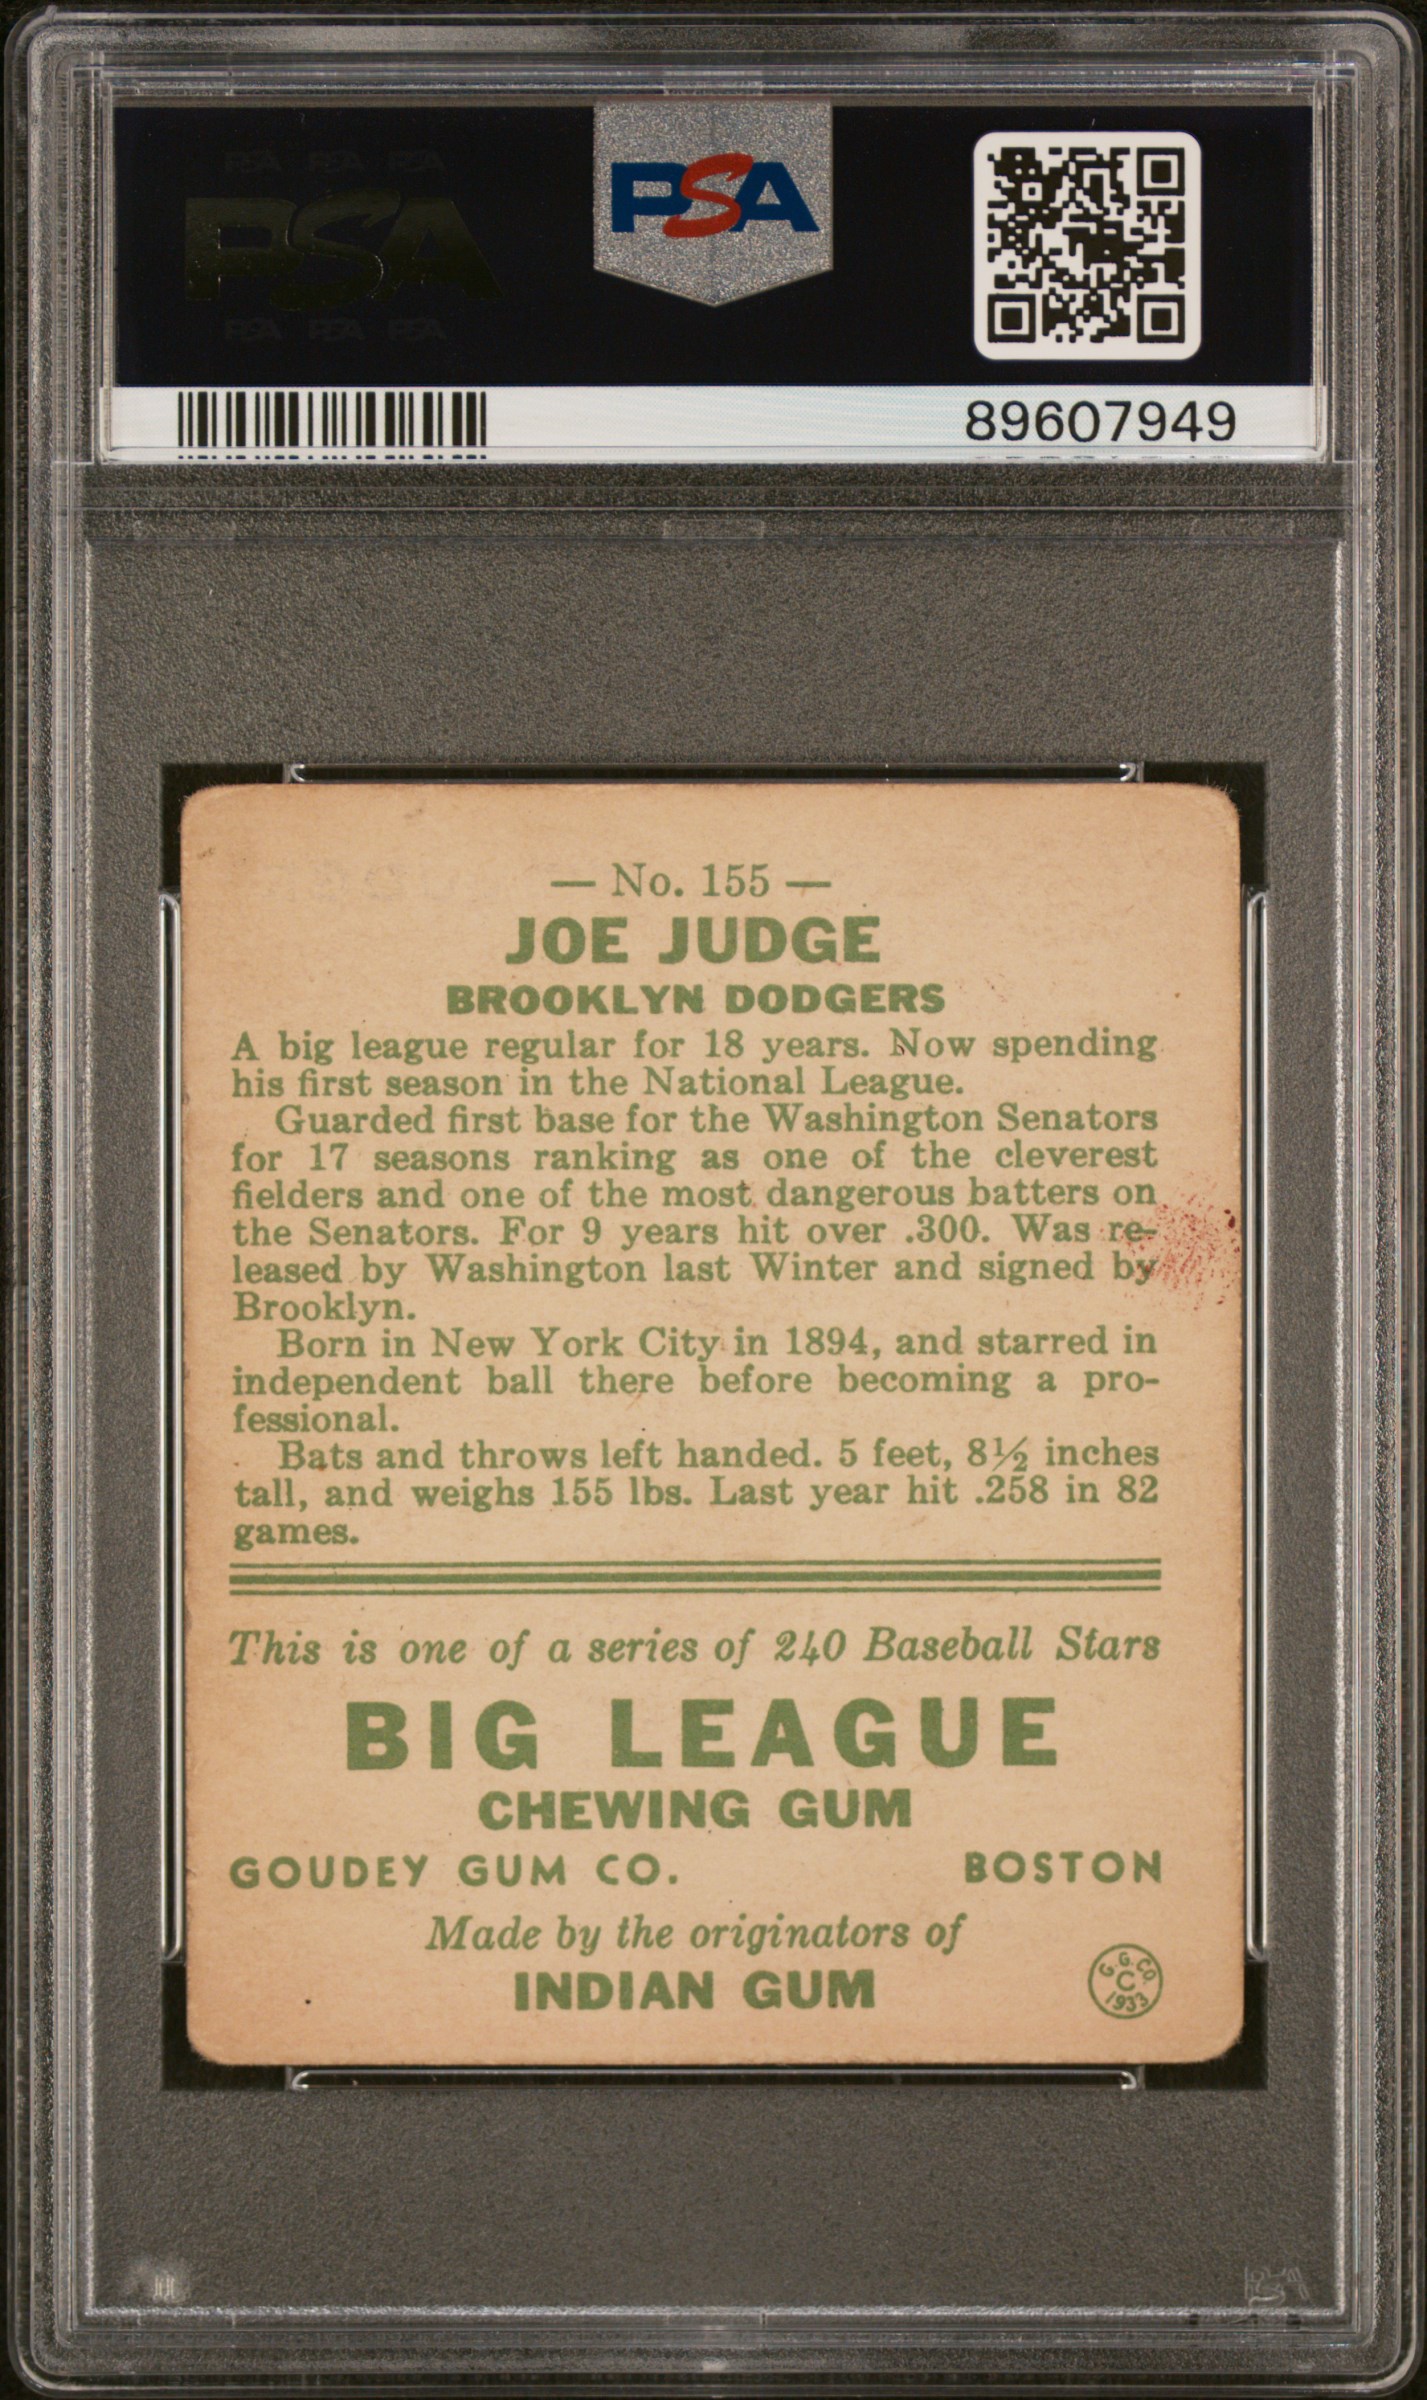 PSA PSA PSA
PSA
PSA PSA PSA
PSA
89607949
— No. 155 —
JOE JUDGE
BROOKLYN DODGERS
A big league regular for 18 years. Now spending
his first season in the National League.
Guarded first base for the Washington Senators
for 17 seasons ranking as one of the cleverest
fielders and one of the most dangerous batters on
the Senators. For 9 years hit over .300. Was re-
leased by Washington last Winter and signed by
Brooklyn.
Born in New York City in 1894, and starred in
independent ball there before becoming a pro-
fessional.
Bats and throws left handed. 5 feet, 8½ inches
tall, and weighs 155 lbs. Last year hit .258 in 82
games.
This is one of a series of 240 Baseball Stars
BIG LEAGUE
CHEWING GUM
GOUDEY GUM CO. BOSTON
Made by the originators of
INDIAN GUM
G. G. CO.
C
1933
PSA